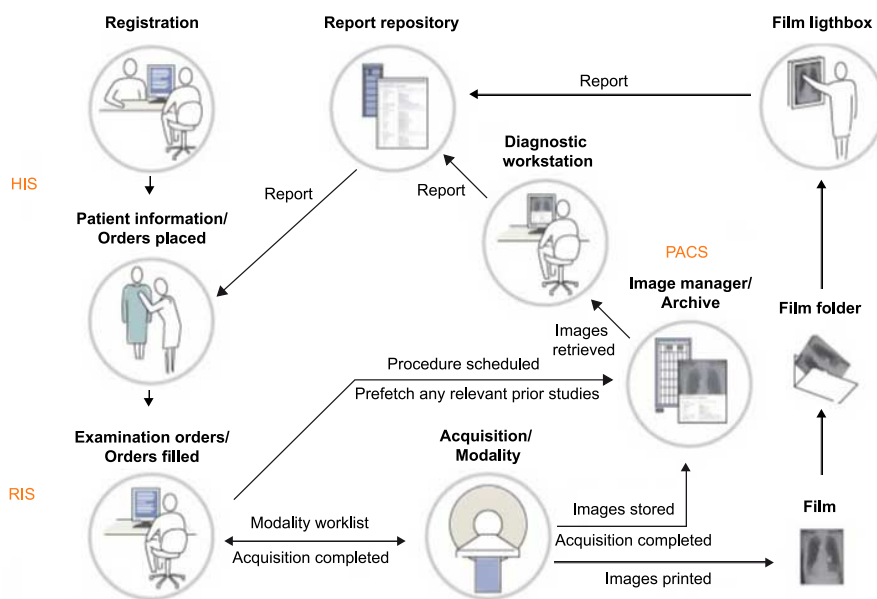 Registration
Report repository
Film ligthbox
Report
Diagnostic
workstation
HIS
Report
Report
Patient information/
Orders placed
PACS
Image manager/
Archive
Film folder
Images
retrieved
Procedure scheduled
Prefetch any relevant prior studies
Examination orders/
Orders filled
Acquisition/
Modality
RIS
Film
Modality worklist
Images stored
Acquisition completed
Acquisition completed
Images printed